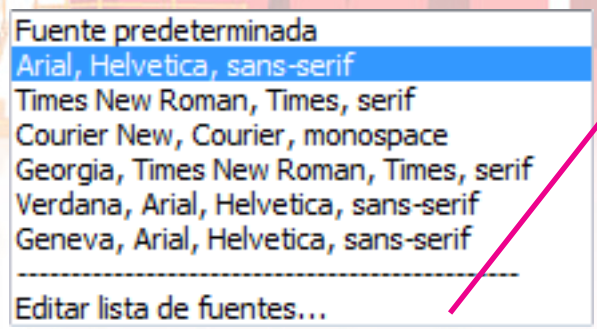 Fuente predeterminada
Arial, Helvetica, sans-serif
Times New Roman, Times, serif
Courier New, Courier, monospace
Georgia, Times New Roman, Times, serif
Verdana, Arial, Helvetica, sans-serif
Geneva, Arial, Helvetica, sans-serif
-----------------------------------------------
Editar lista de fuentes...